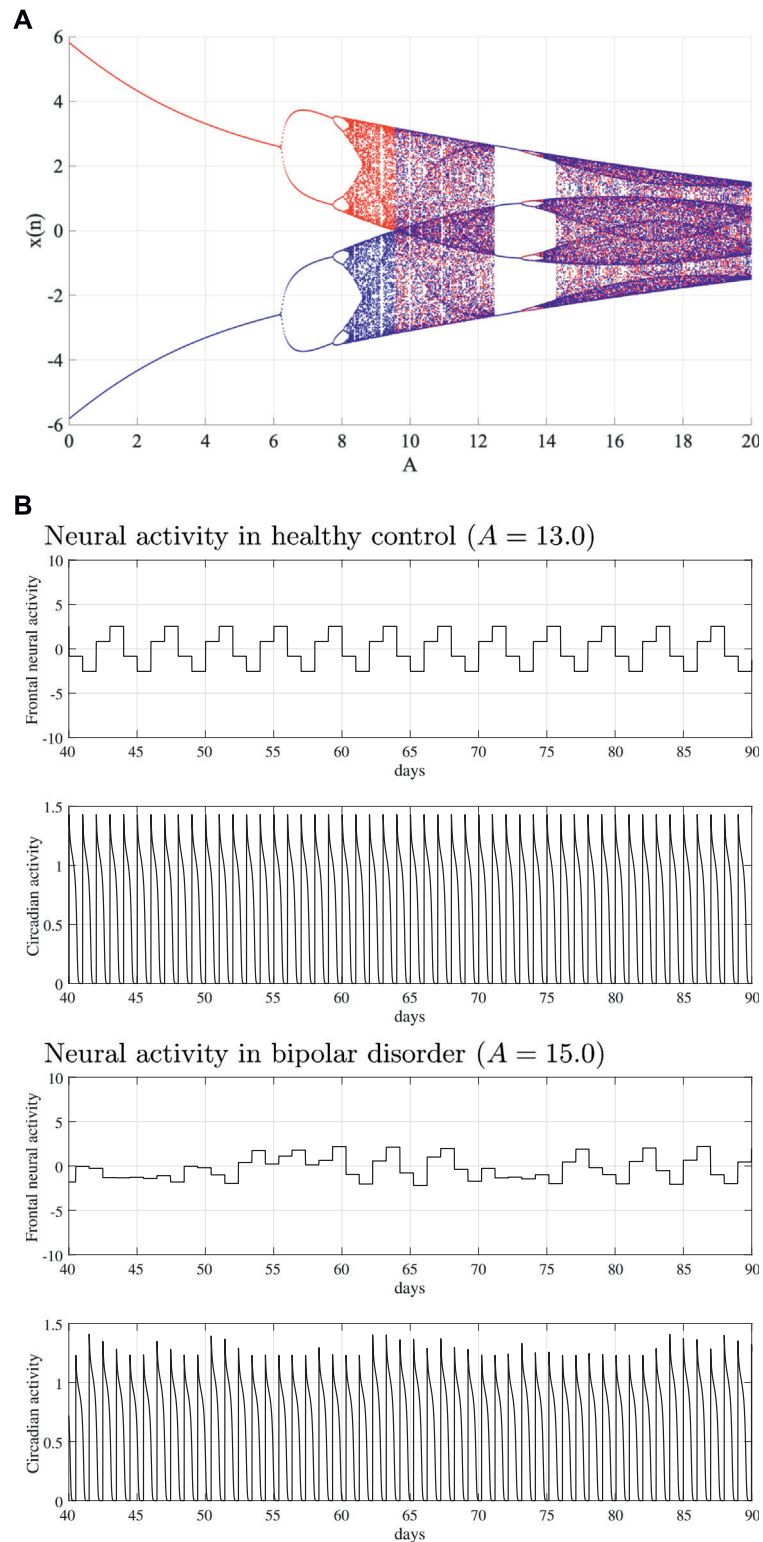 A
6
4
2
0
-2
-4
-6
x(n)
0 2 4 6 8 10 12 14 16 18 20
A
B
Neural activity in healthy control (A = 13.0)
10
5
0
-5
-10
Frontal neural activity
40 45 50 55 60 65 70 75 80 85 90
days
1.5
1
0.5
0
Circadian activity
40 45 50 55 60 65 70 75 80 85 90
days
Neural activity in bipolar disorder (A = 15.0)
10
5
0
-5
-10
Frontal neural activity
40 45 50 55 60 65 70 75 80 85 90
days
1.5
1
0.5
0
Circadian activity
40 45 50 55 60 65 70 75 80 85 90
days